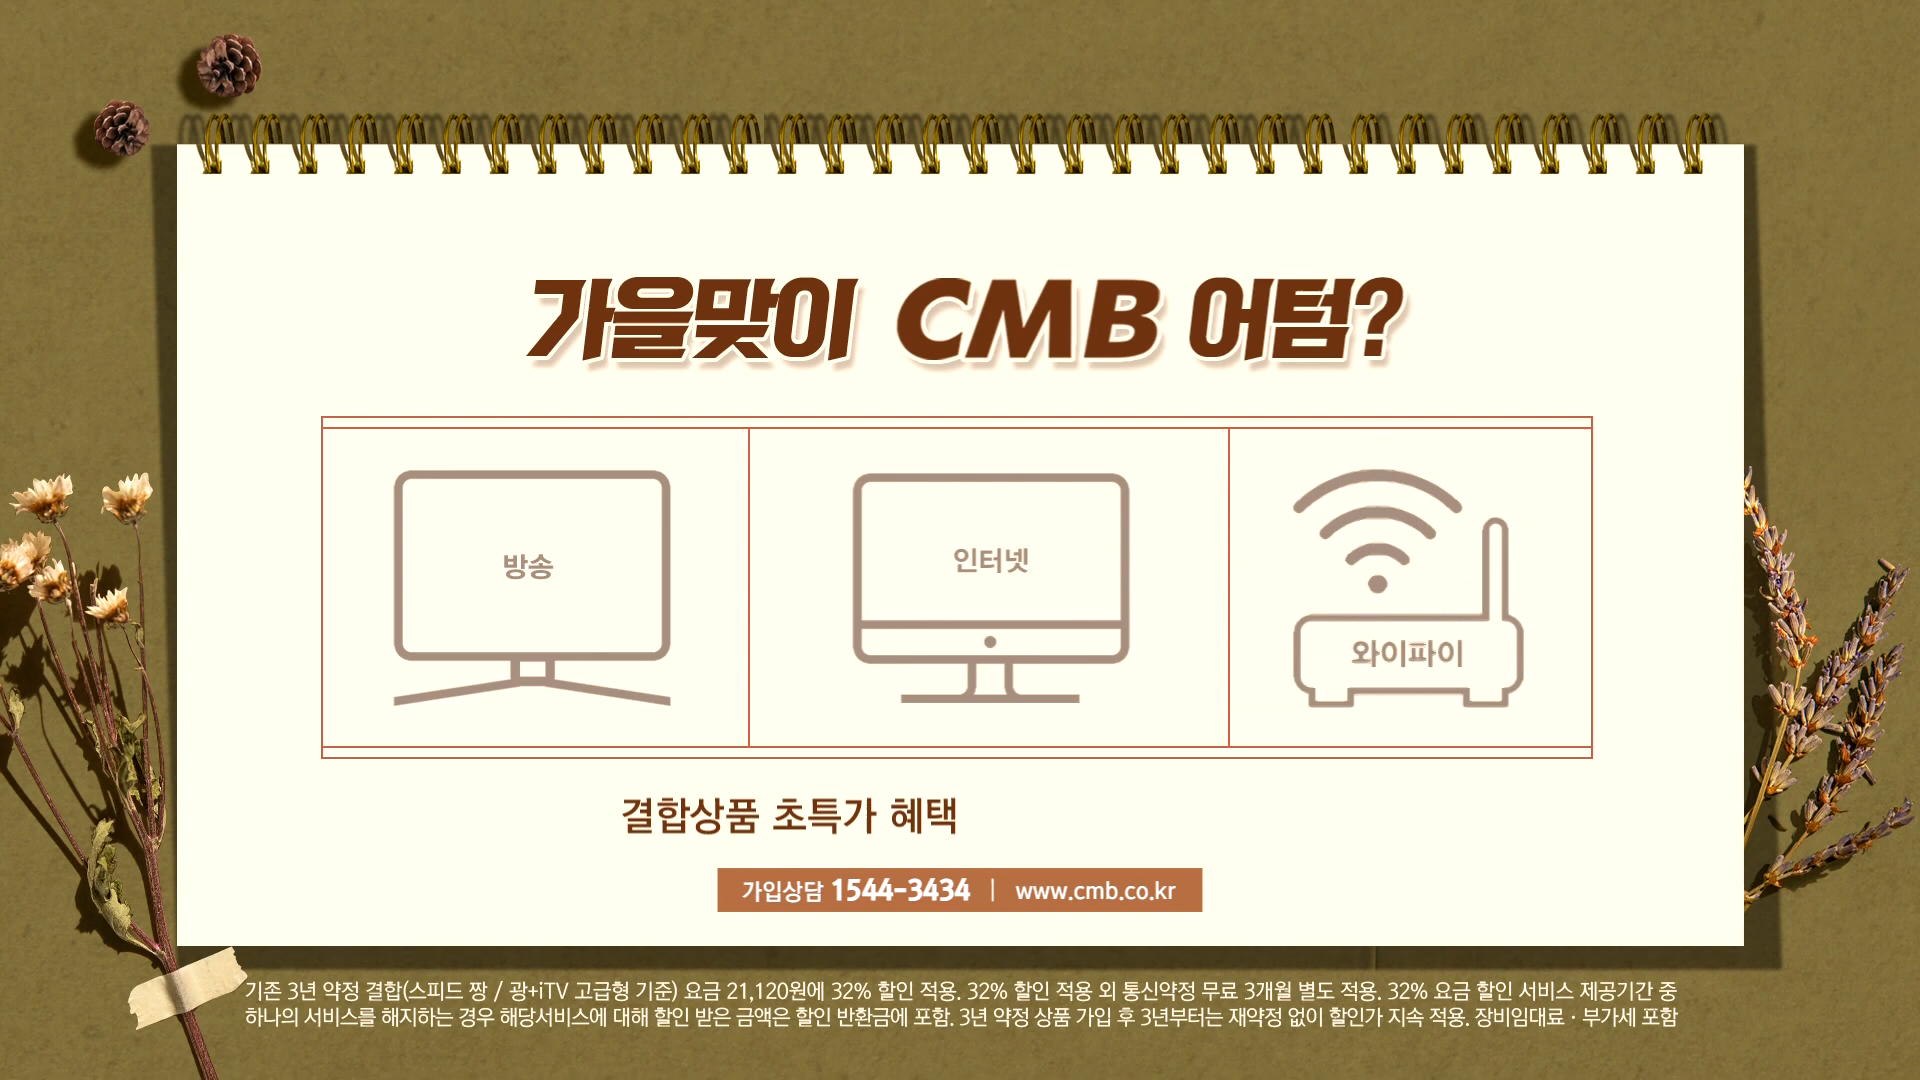 가을맞이 CMB 어텀?
방송
인터넷
와이파이
결합상품 초특가 혜택
가입상담 1544-3434 | www.cmb.co.kr
기존 3년 약정 결합(스피드 짱 / 광+iTV 고급형 기준) 요금 21,120원에 32% 할인 적용. 32% 할인 적용 외 통신약정 무료 3개월 별도 적용. 32% 요금 할인 서비스 제공기간 중
하나의 서비스를 해지하는 경우 해당서비스에 대해 할인 받은 금액은 할인 반환금에 포함. 3년 약정 상품 가입 후 3년부터는 재약정 없이 할인가 지속 적용. 장비임대료 · 부가세 포함